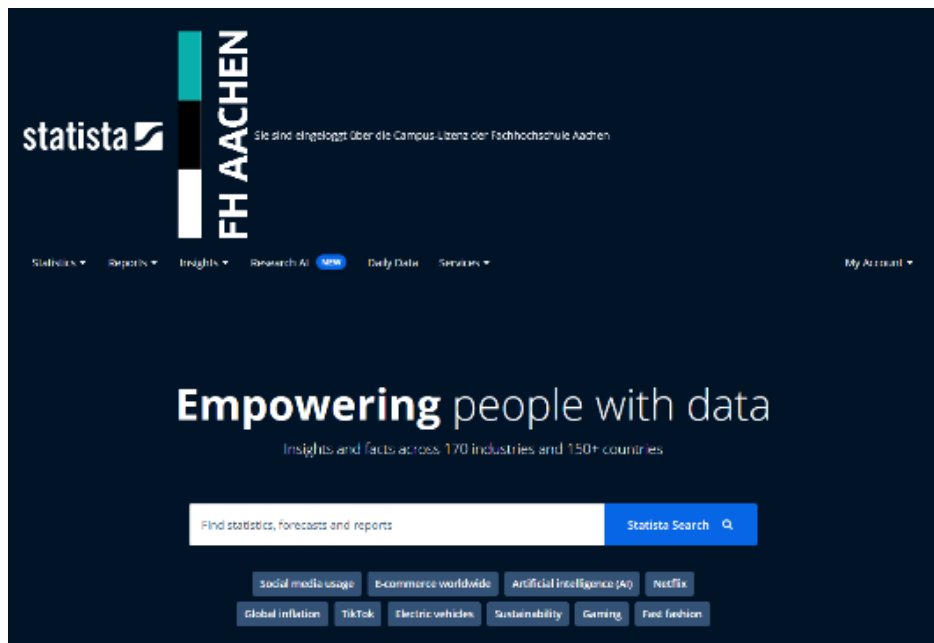 statista
FH AACHEN
Sie sind eingeloggt über die Campus-Lizenz der Fachhochschule Aachen
Statistics Reports Insights Research AI NEW Daily Data Services My Account
Empowering people with data
Insights and facts across 170 industries and 150+ countries
Find statistics, forecasts and reports Statista Search
Social media usage E-commerce worldwide Artificial intelligence (AI) Netflix
Global inflation TikTok Electric vehicles Sustainability Gaming Fast fashion